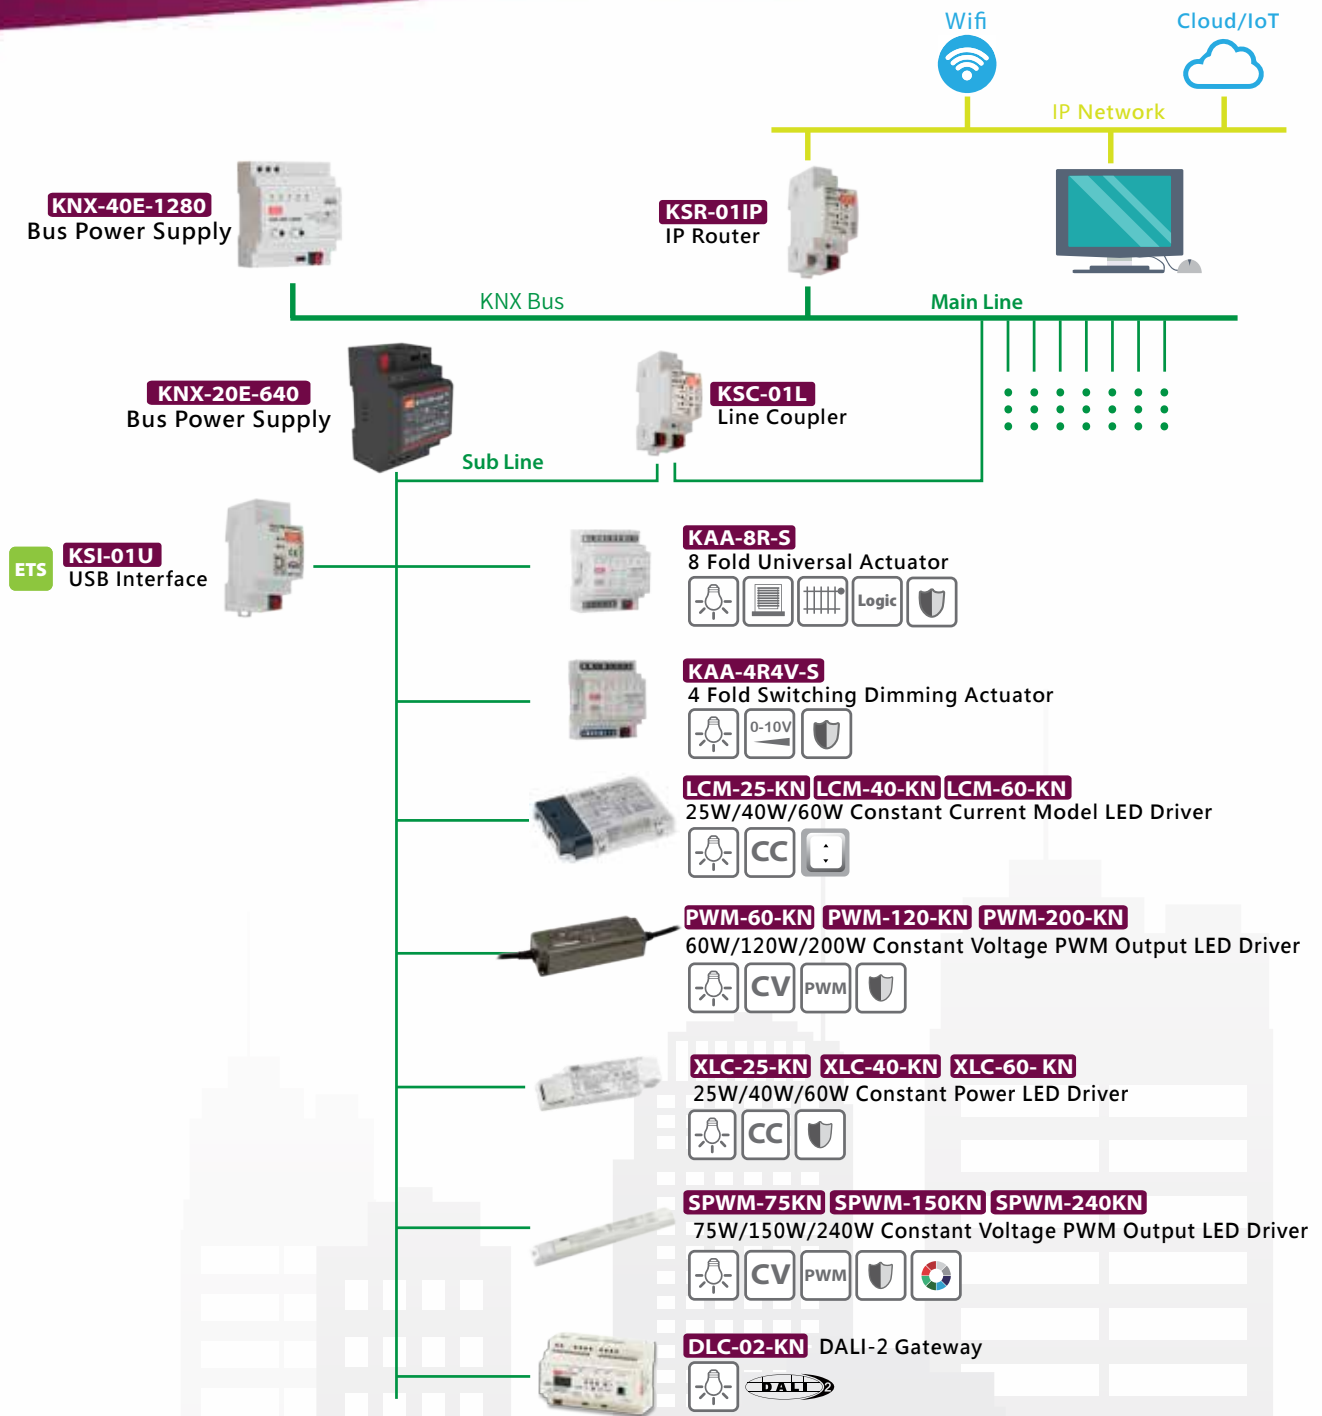 Wifi
Cloud/IoT
IP Network
KNX-40E-1280
Bus Power Supply
KSR-01IP
IP Router
KNX Bus
Main Line
KNX-20E-640
Bus Power Supply
KSC-01L
Line Coupler
Sub Line
ETS
KSI-01U
USB Interface
KAA-8R-S
8 Fold Universal Actuator
Logic
KAA-4R4V-S
4 Fold Switching Dimming Actuator
0-10V
LCM-25-KN LCM-40-KN LCM-60-KN
25W/40W/60W Constant Current Model LED Driver
CC
PWM-60-KN PWM-120-KN PWM-200-KN
60W/120W/200W Constant Voltage PWM Output LED Driver
CV PWM
XLC-25-KN XLC-40-KN XLC-60- KN
25W/40W/60W Constant Power LED Driver
CC
SPWM-75KN SPWM-150KN SPWM-240KN
75W/150W/240W Constant Voltage PWM Output LED Driver
CV PWM
DLC-02-KN DALI-2 Gateway
DALI 2